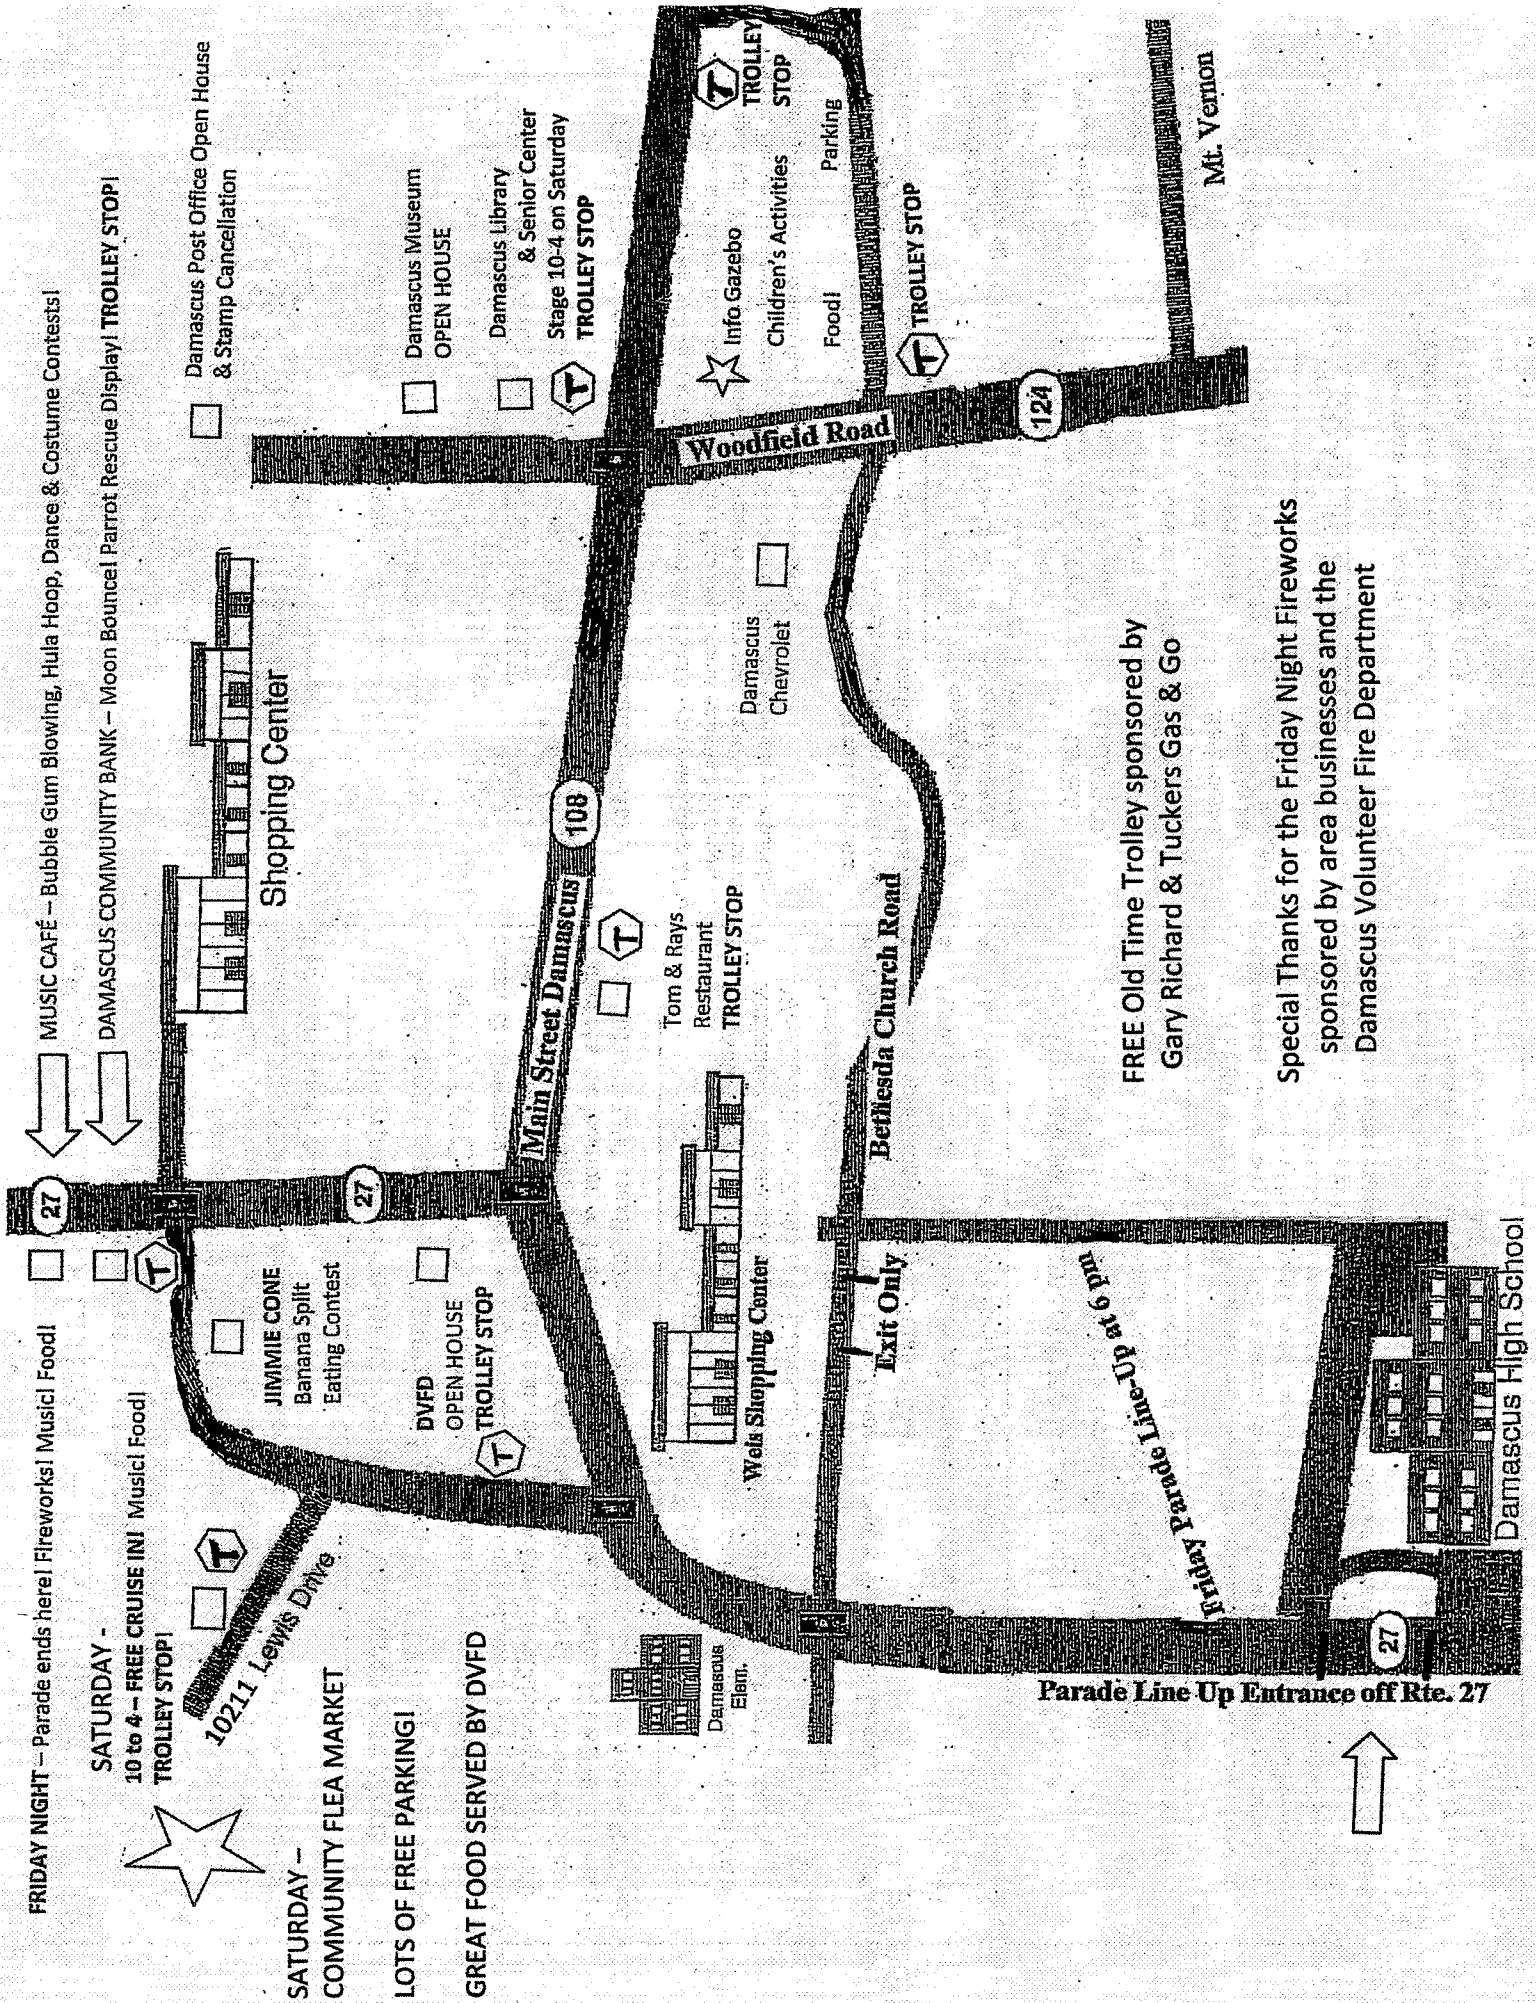 FRIDAY NIGHT – Parade ends here! Fireworks! Music! Food!
MUSIC CAFÉ – Bubble Gum Blowing, Hula Hoop, Dance & Costume Contests!
SATURDAY -
10 to 4 – FREE CRUISE IN! Music! Food!
TROLLEY STOP!
DAMASCUS COMMUNITY BANK – Moon Bounce! Parrot Rescue Display! TROLLEY STOP!
27
T
T
10211 Lewis Drive
SATURDAY –
COMMUNITY FLEA MARKET
LOTS OF FREE PARKING!
GREAT FOOD SERVED BY DVFD
JIMMIE CONE
Banana Split
Eating Contest
27
DVFD
OPEN HOUSE
TROLLEY STOP
T
Shopping Center
Damascus Post Office Open House
& Stamp Cancellation
Damascus Museum
OPEN HOUSE
Damascus Library
& Senior Center
Stage 10-4 on Saturday
TROLLEY STOP
T
Main Street Damascus
108
T
Tom & Rays
Restaurant
TROLLEY STOP
Weis Shopping Center
Damascus
Elem.
Damascus
Chevrolet
Woodfield Road
Info Gazebo
Children's Activities
Food!
Parking
T
TROLLEY
STOP
T
TROLLEY STOP
124
Mt. Vernon
Bethesda Church Road
Exit Only
Friday Parade Line-Up at 6 pm
Parade Line Up Entrance off Rte. 27
27
Damascus High School
FREE Old Time Trolley sponsored by
Gary Richard & Tuckers Gas & Go
Special Thanks for the Friday Night Fireworks
sponsored by area businesses and the
Damascus Volunteer Fire Department